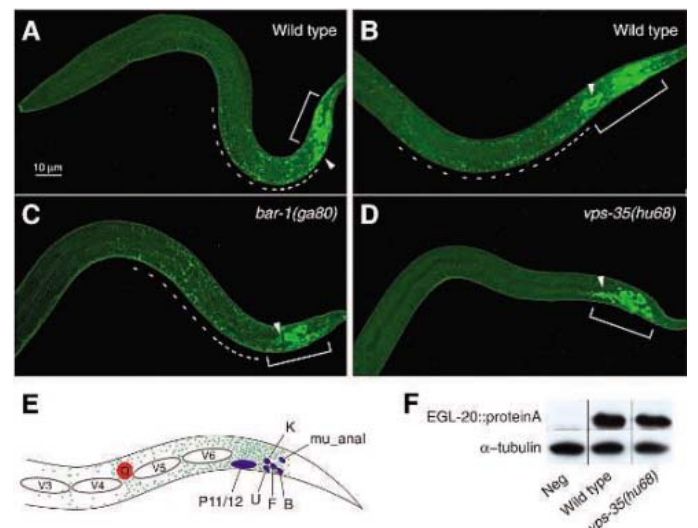 A Wild type
B Wild type
10 µm
C bar-1(ga80)
D vps-35(hu68)
E
K
mu_anal
V3 V4 Q V5 V6
P11/12 U F B
F
EGL-20::proteinA
α-tubulin
Neg
Wild type
vps-35(hu68)